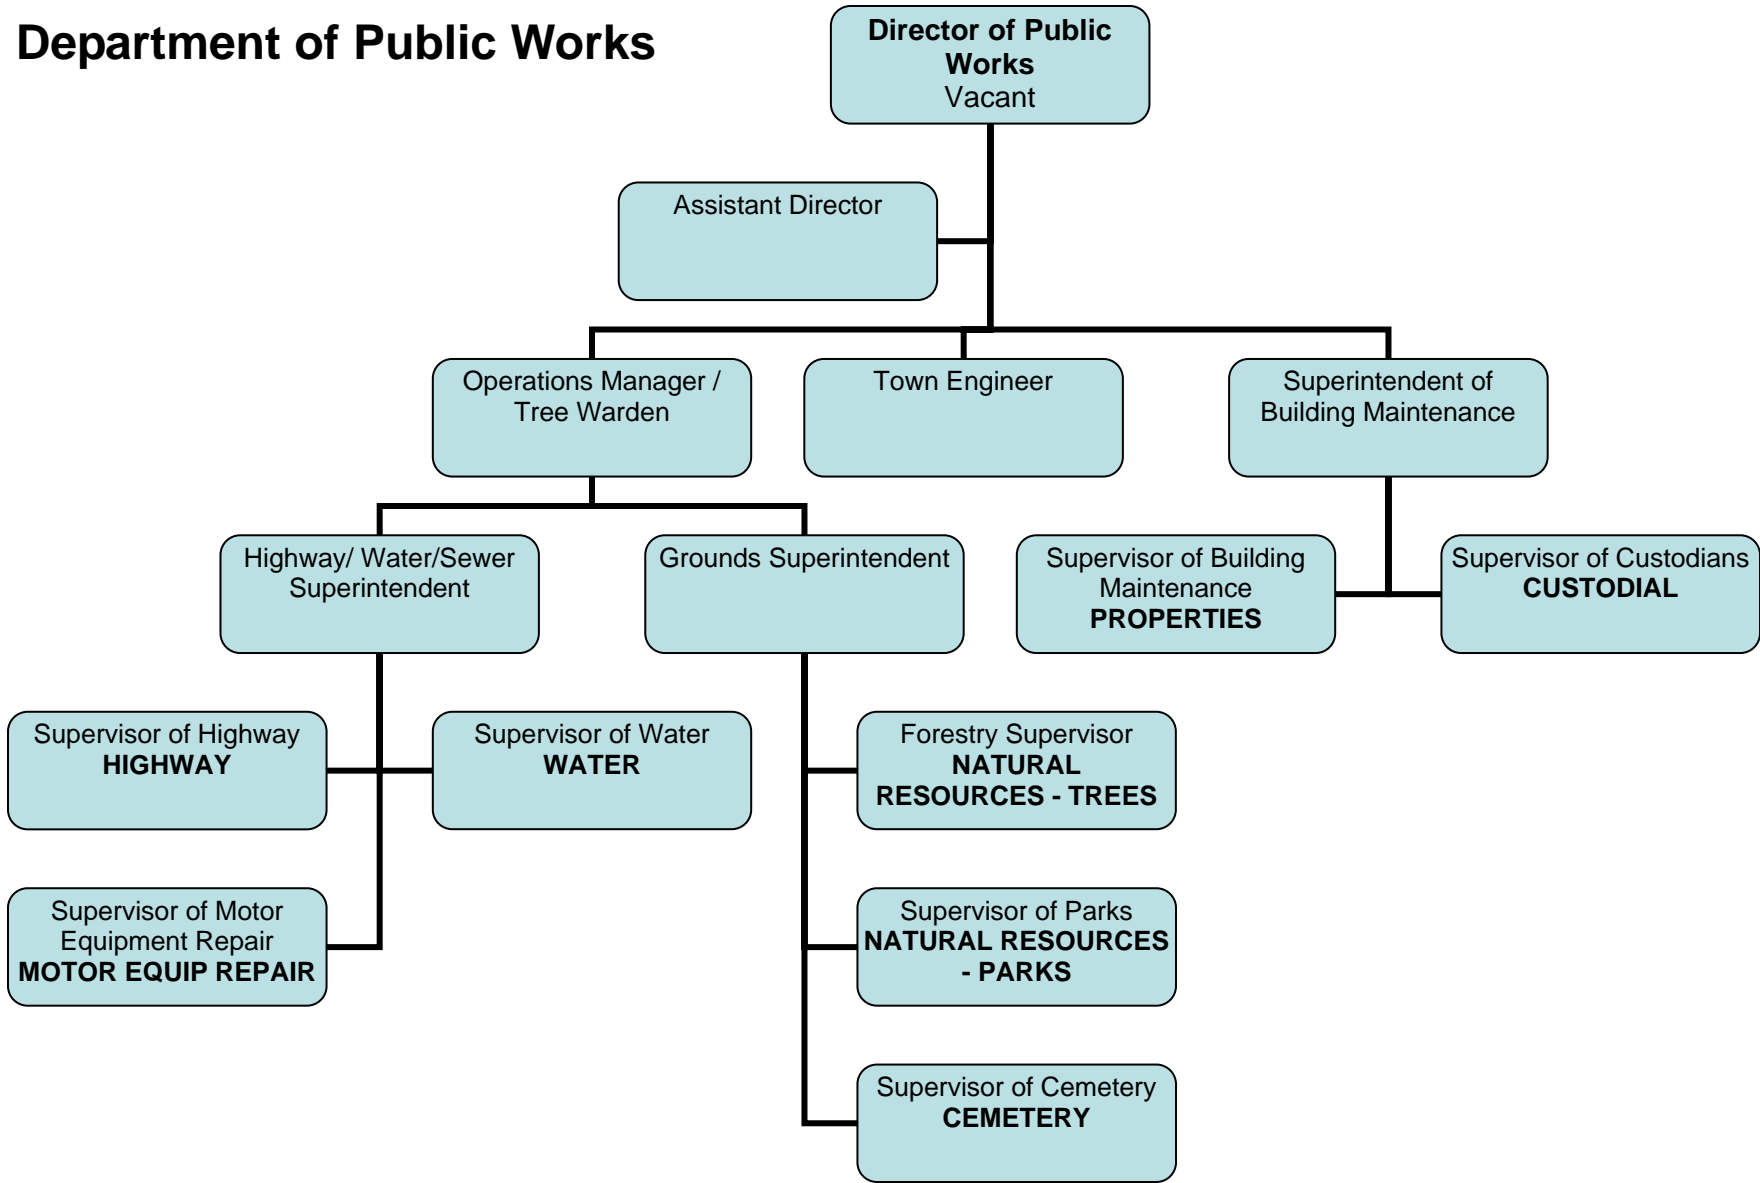 Department of Public Works
Director of Public
Works
Vacant
Assistant Director
Operations Manager /
Tree Warden
Town Engineer
Superintendent of
Building Maintenance
Highway/ Water/Sewer
Superintendent
Grounds Superintendent
Supervisor of Building
Maintenance
PROPERTIES
Supervisor of Custodians
CUSTODIAL
Supervisor of Highway
HIGHWAY
Supervisor of Water
WATER
Forestry Supervisor
NATURAL
RESOURCES - TREES
Supervisor of Motor
Equipment Repair
MOTOR EQUIP REPAIR
Supervisor of Parks
NATURAL RESOURCES
- PARKS
Supervisor of Cemetery
CEMETERY